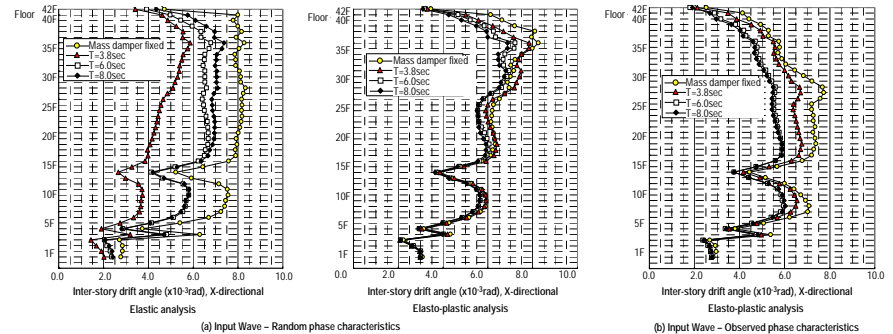 Floor
42F
40F
35F
30F
25F
20F
15F
10F
5F
1F
Mass damper fixed
T=3.8sec
T=6.0sec
T=8.0sec
0.0 2.0 4.0 6.0 8.0 10.0
Inter-story drift angle (x10-3rad), X-directional
Elastic analysis
Floor
42F
40F
35F
30F
25F
20F
15F
10F
5F
1F
Mass damper fixed
T=3.8sec
T=6.0sec
T=8.0sec
0.0 2.0 4.0 6.0 8.0 10.0
Inter-story drift angle (x10-3rad), X-directional
Elasto-plastic analysis
(a) Input Wave – Random phase characteristics
Floor
42F
40F
35F
30F
25F
20F
15F
10F
5F
1F
Mass damper fixed
T=3.8sec
T=6.0sec
T=8.0sec
0.0 2.0 4.0 6.0 8.0 10.0
Inter-story drift angle (x10-3rad), X-directional
Elasto-plastic analysis
(b) Input Wave – Observed phase characteristics